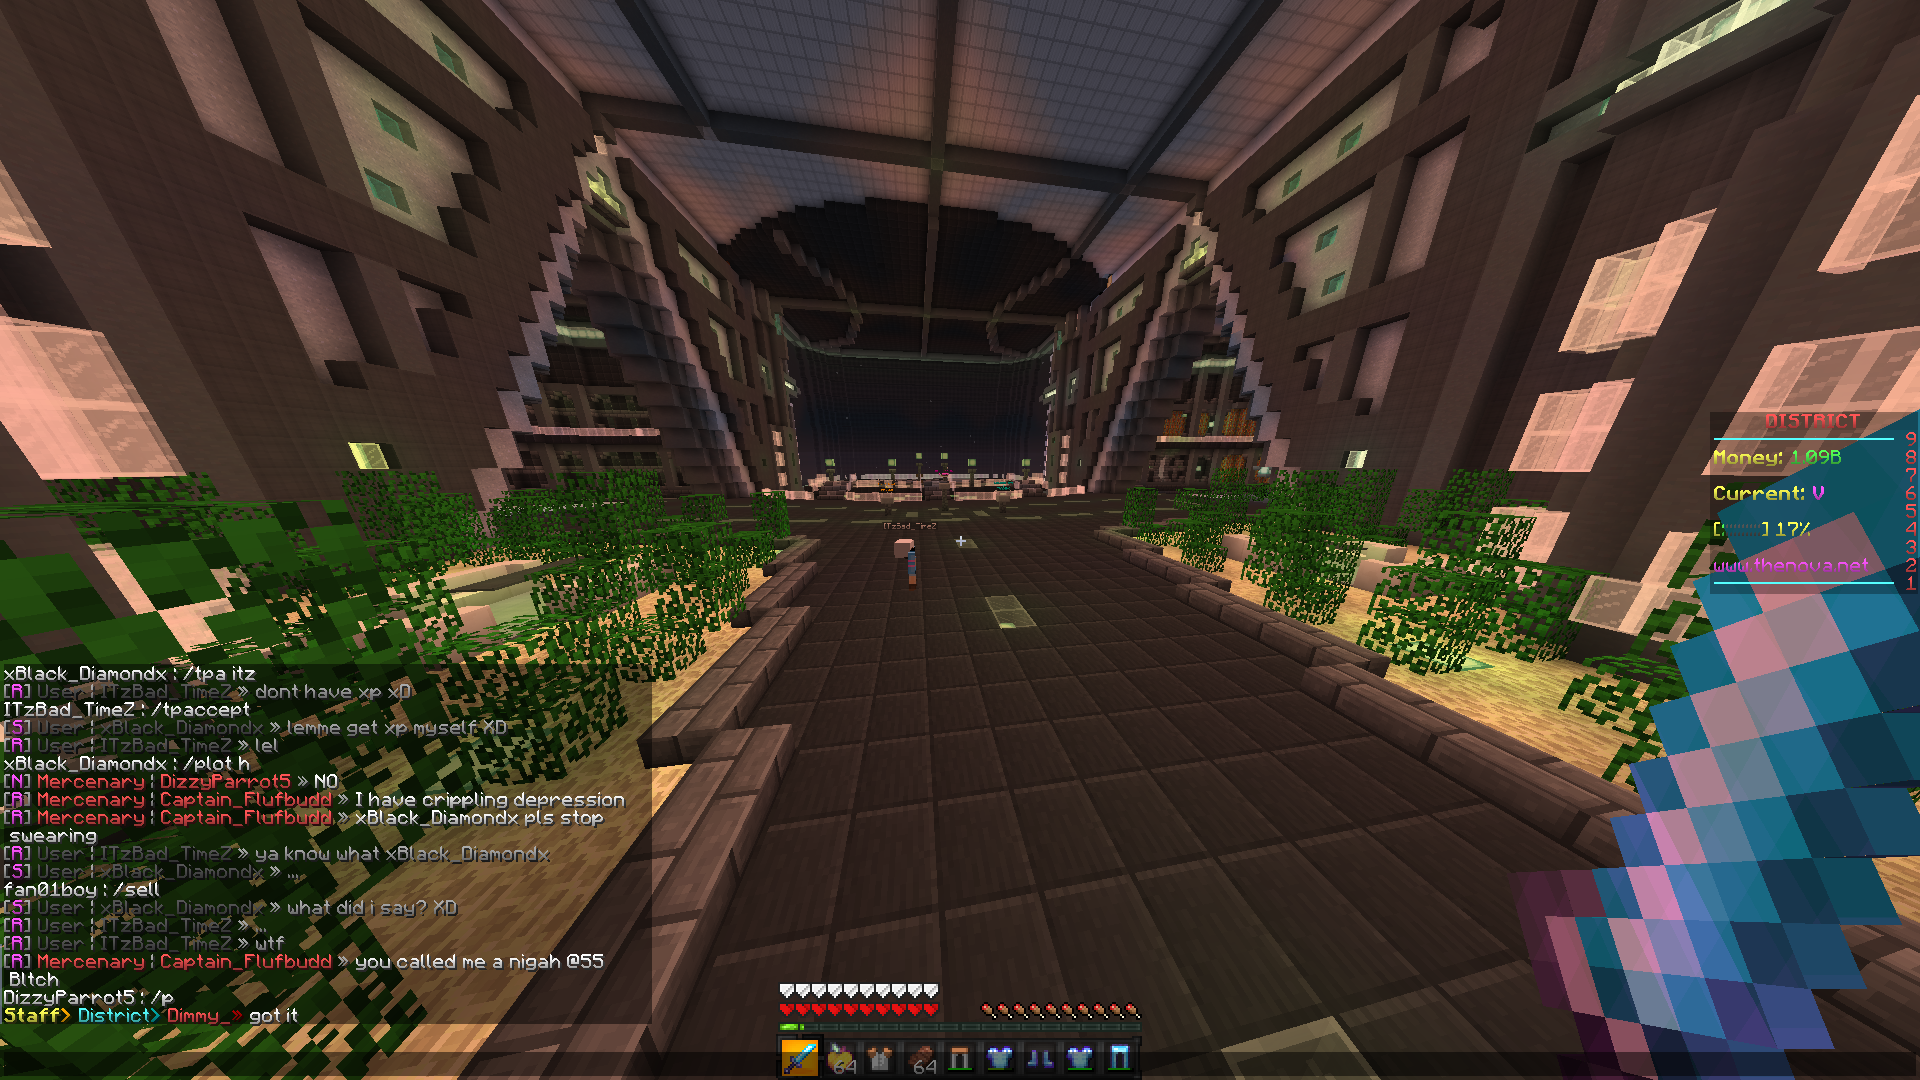 [ITzBad_TimeZ
DISTRICT
9
Money: 1.09B
8
7
Current: V
6
5
[::::::::] 17%
4
3
www.thenova.net
2
1
xBlack_Diamondx : /tpa itz
[R] User ¦ ITzBad_TimeZ » dont have xp xD
ITzBad_TimeZ : /tpaccept
[S] User ¦ xBlack_Diamondx » lemme get xp myself XD
[R] User ¦ ITzBad_TimeZ » lel
xBlack_Diamondx : /plot h
[N] Mercenary ¦ DizzyParrot5 » NO
[R] Mercenary ¦ Captain_Flufbudd » I have crippling depression
[R] Mercenary ¦ Captain_Flufbudd » xBlack_Diamondx pls stop
swearing
[R] User ¦ ITzBad_TimeZ » ya know what xBlack_Diamondx
[S] User ¦ xBlack_Diamondx » ...
fan01boy : /sell
[S] User ¦ xBlack_Diamondx » what did i say? XD
[R] User ¦ ITzBad_TimeZ » ...
[R] User ¦ ITzBad_TimeZ » wtf
[R] Mercenary ¦ Captain_Flufbudd » you called me a nigah @55
B!tch
DizzyParrot5 : /p
Staff> District> Dimmy_» got it
64
64